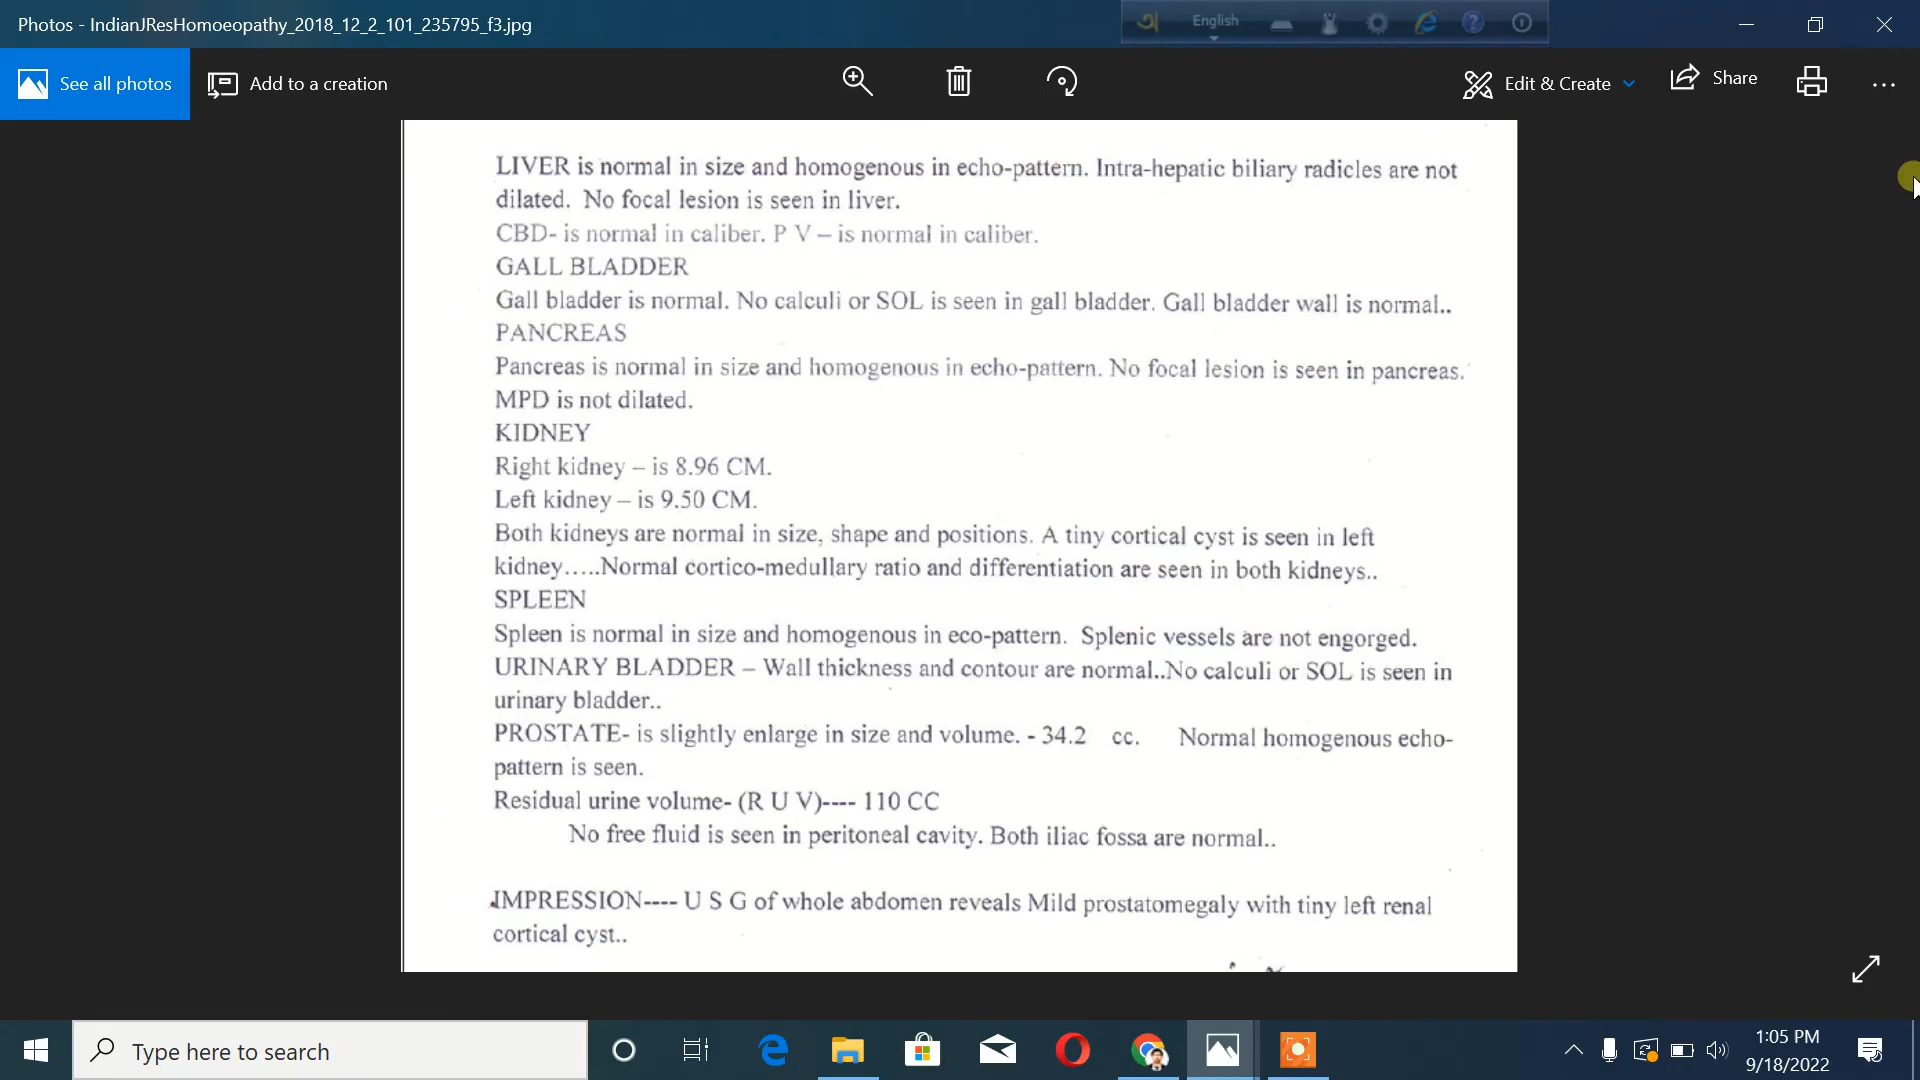 Photos - IndianJResHomoeopathy_2018_12_2_101_235795_f3.jpg
English
See all photos
Add to a creation
Edit & Create
Share
LIVER is normal in size and homogenous in echo-pattern. Intra-hepatic biliary radicles are not
dilated. No focal lesion is seen in liver.
CBD- is normal in caliber. P V – is normal in caliber.
GALL BLADDER
Gall bladder is normal. No calculi or SOL is seen in gall bladder. Gall bladder wall is normal..
PANCREAS
Pancreas is normal in size and homogenous in echo-pattern. No focal lesion is seen in pancreas.
MPD is not dilated.
KIDNEY
Right kidney – is 8.96 CM.
Left kidney – is 9.50 CM.
Both kidneys are normal in size, shape and positions. A tiny cortical cyst is seen in left
kidney…..Normal cortico-medullary ratio and differentiation are seen in both kidneys..
SPLEEN
Spleen is normal in size and homogenous in eco-pattern. Splenic vessels are not engorged.
URINARY BLADDER – Wall thickness and contour are normal..No calculi or SOL is seen in
urinary bladder..
PROSTATE- is slightly enlarge in size and volume. - 34.2 cc. Normal homogenous echo-
pattern is seen.
Residual urine volume- (R U V)---- 110 CC
No free fluid is seen in peritoneal cavity. Both iliac fossa are normal..
IMPRESSION---- U S G of whole abdomen reveals Mild prostatomegaly with tiny left renal
cortical cyst..
Type here to search
1:05 PM
9/18/2022